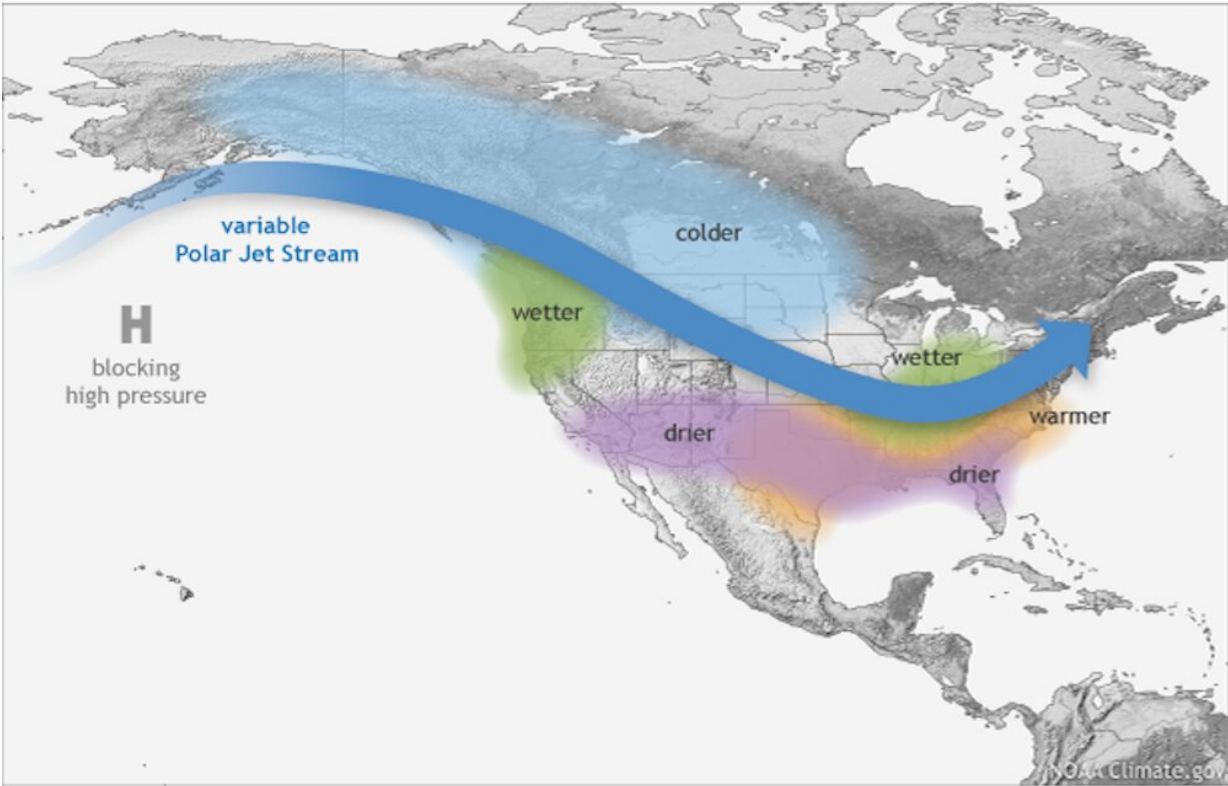 variable
Polar Jet Stream
colder
H
wetter
blocking
high pressure
wetter
warmer
drier
drier
NOAA Climate.gov